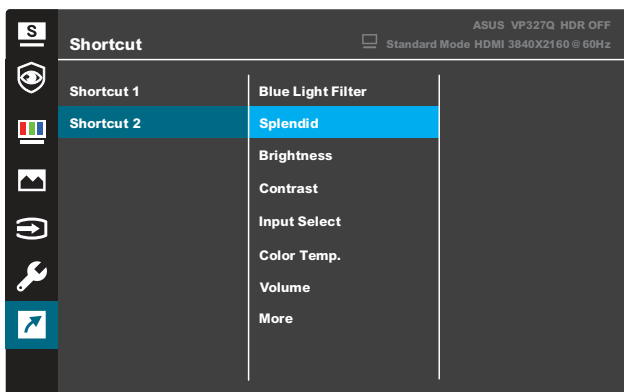 S
ASUS VP327Q HDR OFF
Shortcut
Standard Mode HDMI 3840X2160 @ 60Hz
Shortcut 1
Blue Light Filter
Shortcut 2
Splendid
Brightness
Contrast
Input Select
Color Temp.
Volume
More